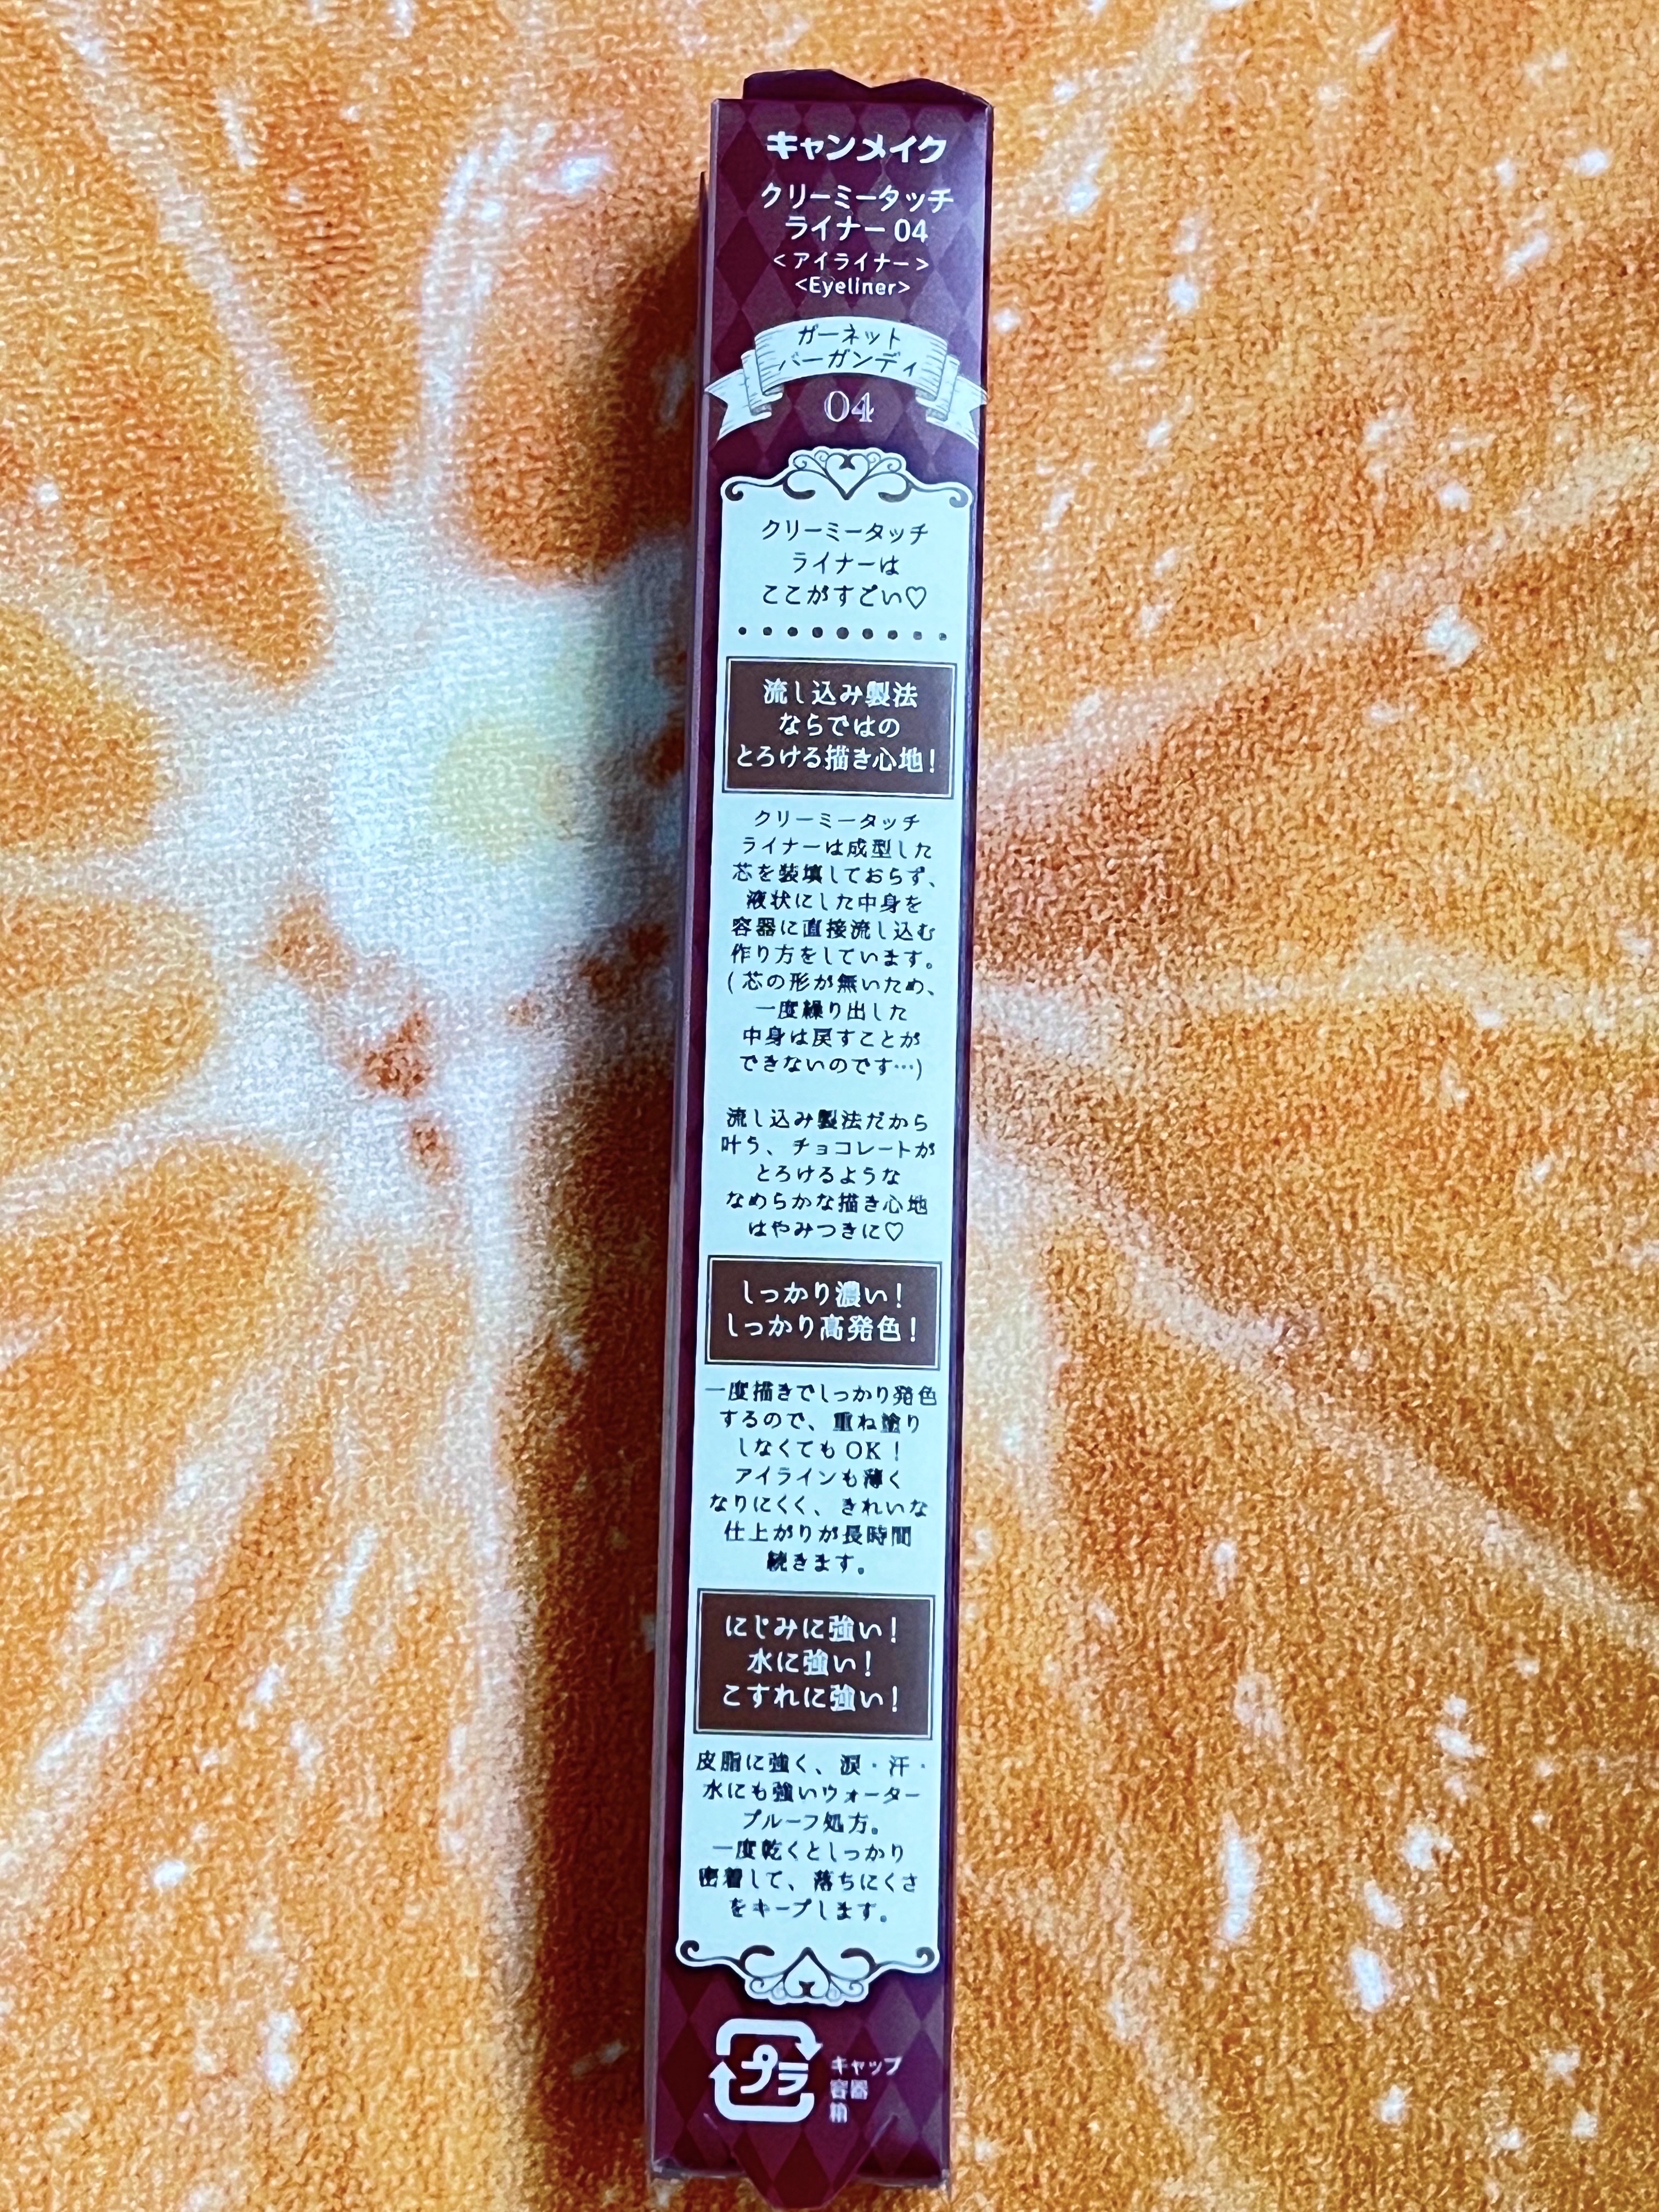 キャンメイク
クリーミータッチ
ライナー 04
<アイライナー>
<Eyeliner>
ガーネット
バーガンディ
04
クリーミータッチ
ライナーは
ここがすごい♡
流し込み製法
ならではの
とろける描き心地！
クリーミータッチ
ライナーは成型した
芯を装填しておらず、
液状にした中身を
容器に直接流し込む
作り方をしています。
（芯の形が無いため、
一度繰り出した
中身は戻すことが
できないのです…）
流し込み製法だから
叶う、チョコレートが
とろけるような
なめらかな描き心地
はやみつきに♡
しっかり濃い！
しっかり高発色！
一度描きでしっかり発色
するので、重ね塗り
しなくてもOK！
アイラインも薄く
なりにくく、きれいな
仕上がりが長時間
続きます。
にじみに強い！
水に強い！
こすれに強い！
皮脂に強く、涙・汗・
水にも強いウォーター
プルーフ処方。
一度乾くとしっかり
密着して、落ちにくさ
をキープします。
プラ
キャップ
容器
箱